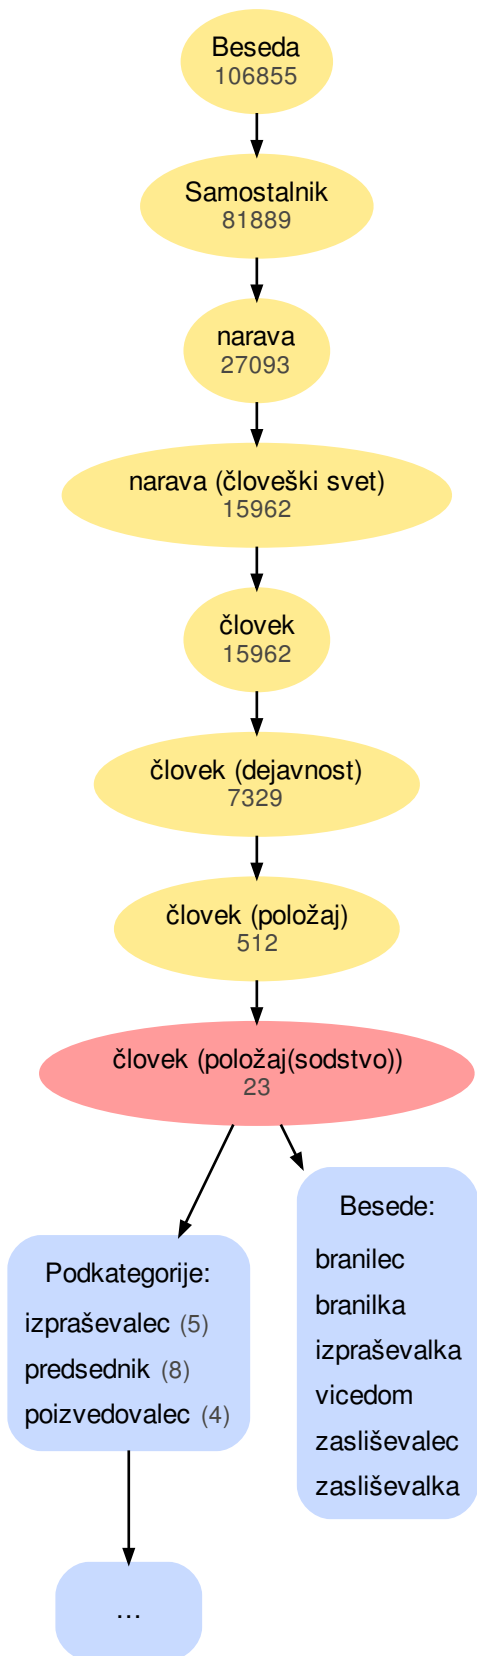 Beseda
106855
Samostalnik
81889
narava
27093
narava (človeški svet)
15962
človek
15962
človek (dejavnost)
7329
človek (položaj)
512
človek (položaj(sodstvo))
23
Podkategorije:
izpraševalec (5)
predsednik (8)
poizvedovalec (4)
...
Besede:
branilec
branilka
izpraševalka
vicedom
zasliševalec
zasliševalka